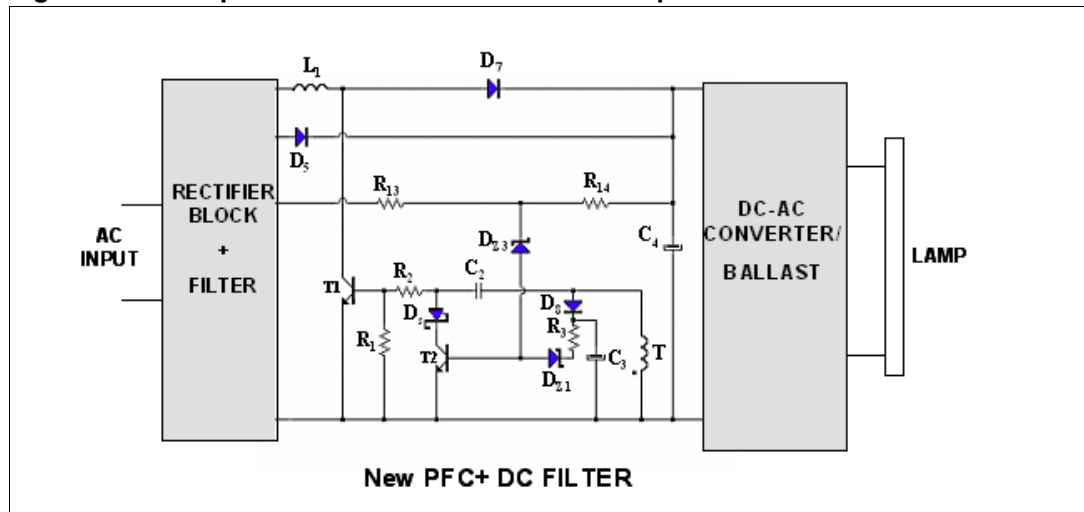 L1
D7
D5
RECTIFIER
BLOCK
+
FILTER
AC
INPUT
R13
R14
DZ3
C4
DC-AC
CONVERTER/
BALLAST
LAMP
T1
R2
C2
Ds
D8
R1
T2
R3
DZ1
C3
T
New PFC+ DC FILTER